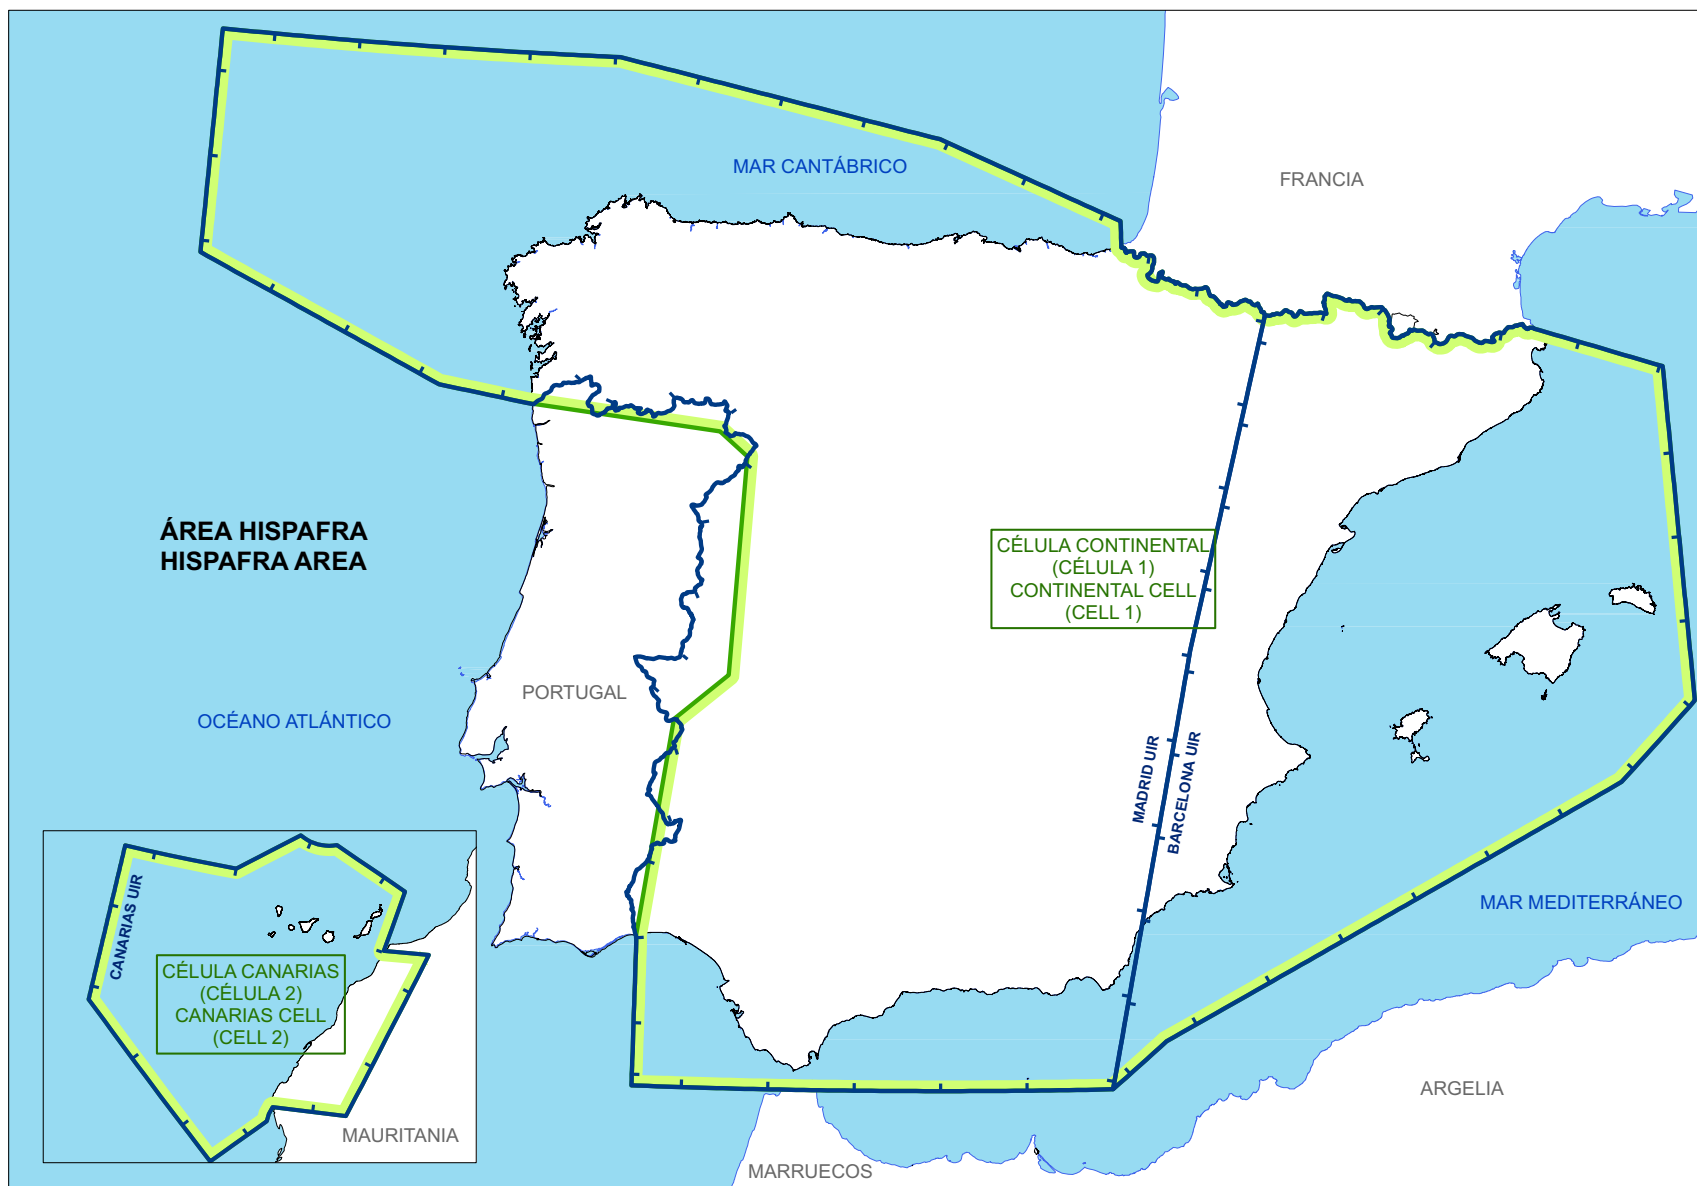 MAR CANTÁBRICO
FRANCIA
ÁREA HISPAFRA
HISPAFRA AREA
CÉLULA CONTINENTAL
(CÉLULA 1)
CONTINENTAL CELL
(CELL 1)
PORTUGAL
OCÉANO ATLÁNTICO
MADRID UIR
BARCELONA UIR
MAR MEDITERRÁNEO
CANARIAS UIR
CÉLULA CANARIAS
(CÉLULA 2)
CANARIAS CELL
(CELL 2)
MAURITANIA
ARGELIA
MARRUECOS